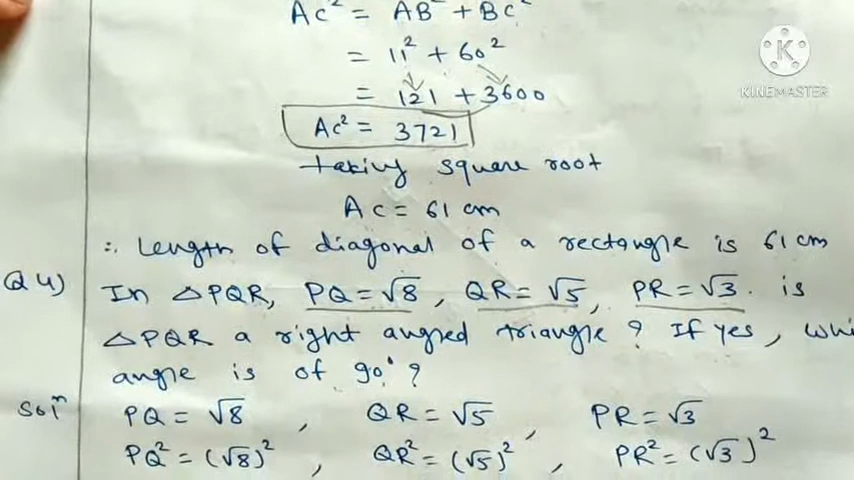 AC² = AB² + BC²
= 11² + 60²
= 121 + 3600
AC² = 3721
taking square root
AC = 61 cm
∴ Length of diagonal of a rectangle is 61 cm
Q4) In △PQR, PQ = √8, QR = √5, PR = √3. is
△PQR a right angled triangle? If yes, whi
angle is of 90°?
Solⁿ PQ = √8 , QR = √5 , PR = √3
PQ² = (√8)² , QR² = (√5)² , PR² = (√3)²
K
KINEMASTER